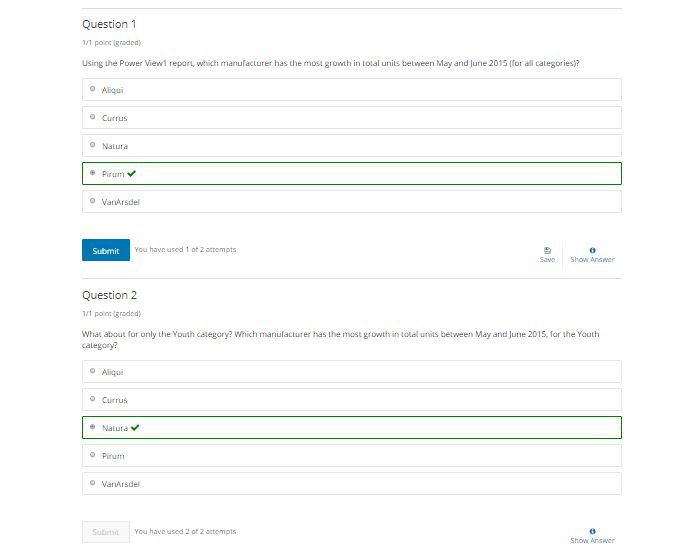 Question 1
1/1 point (graded)
Using the Power View1 report, which manufacturer has the most growth in total units between May and June 2015 (for all categories)?
Aliqui
Currus
Natura
Pirum
VanArsdel
Submit
You have used 1 of 2 attempts
Save
Show Answer
Question 2
1/1 point (graded)
What about for only the Youth category? Which manufacturer has the most growth in total units between May and June 2015, for the Youth
category?
Aliqui
Currus
Natura
Pirum
VanArsdel
Submit
You have used 2 of 2 attempts
Show Answer